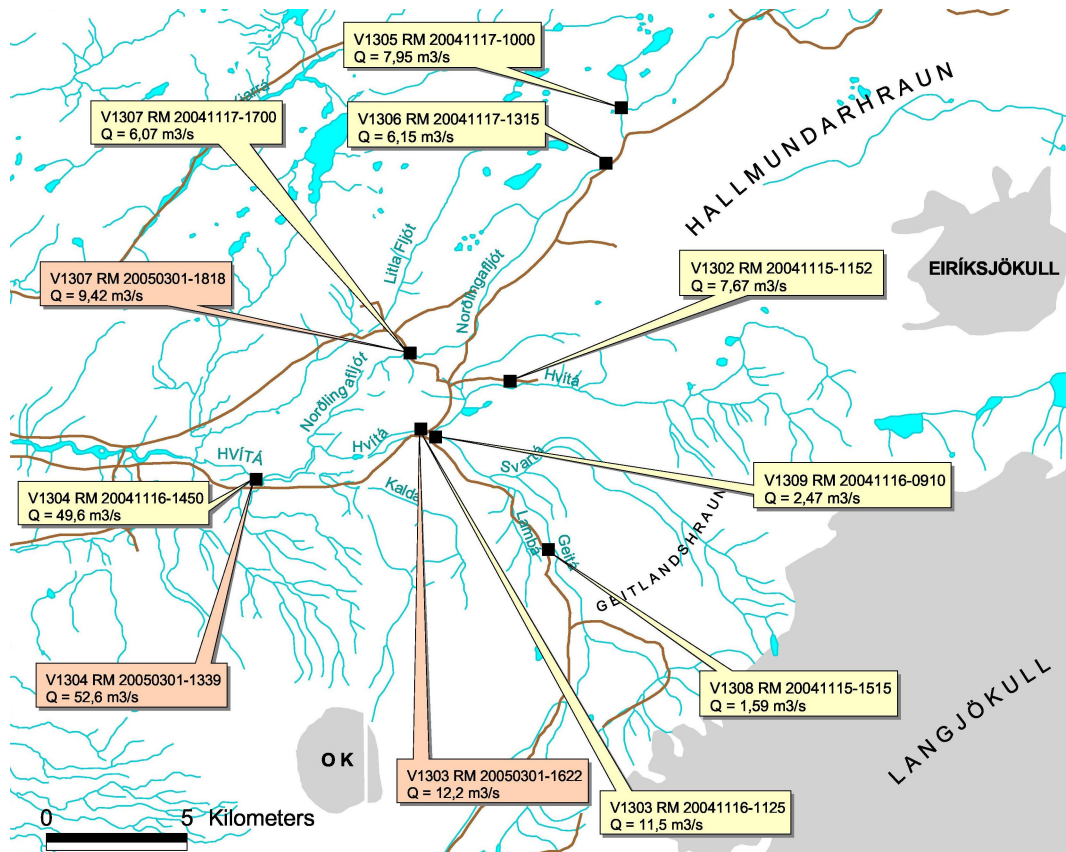 V1305 RM 20041117-1000
Q = 7,95 m3/s
V1307 RM 20041117-1700
Q = 6,07 m3/s
V1306 RM 20041117-1315
Q = 6,15 m3/s
HALLMUNDARHRAUN
V1307 RM 20050301-1818
Q = 9,42 m3/s
Litla Fljót
Norðlingafljót
V1302 RM 20041115-1152
Q = 7,67 m3/s
EIRÍKSJÖKULL
Norðlingafljót
Hvítá
HVÍTÁ
Hvítá
Svartá
V1309 RM 20041116-0910
Q = 2,47 m3/s
V1304 RM 20041116-1450
Q = 49,6 m3/s
Kalda
Lambá
Geitá
GEITLANDSHRAUN
V1304 RM 20050301-1339
Q = 52,6 m3/s
V1308 RM 20041115-1515
Q = 1,59 m3/s
LANGJÖKULL
OK
V1303 RM 20050301-1622
Q = 12,2 m3/s
V1303 RM 20041116-1125
Q = 11,5 m3/s
0 5 Kilometers